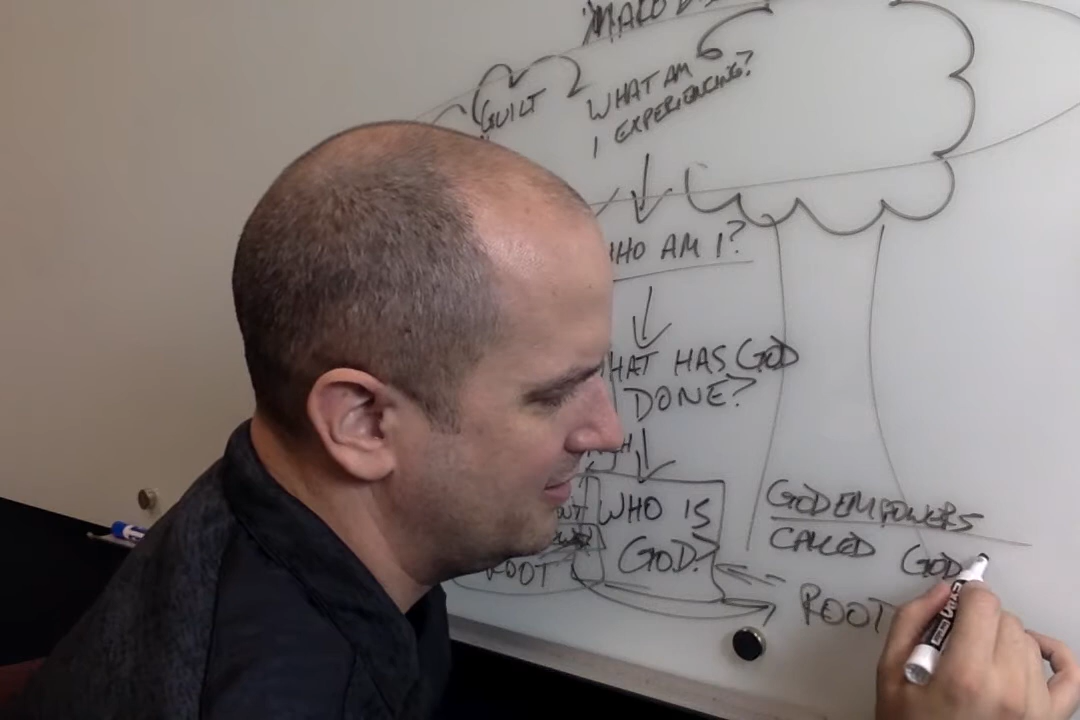 GUILT
WHAT AM
I EXPERIENCING?
WHO AM I?
WHAT HAS GOD
DONE?
WHO IS
GOD?
ROOT
GOD EMPOWERS
CALLED GOD
ROOT
EXPO